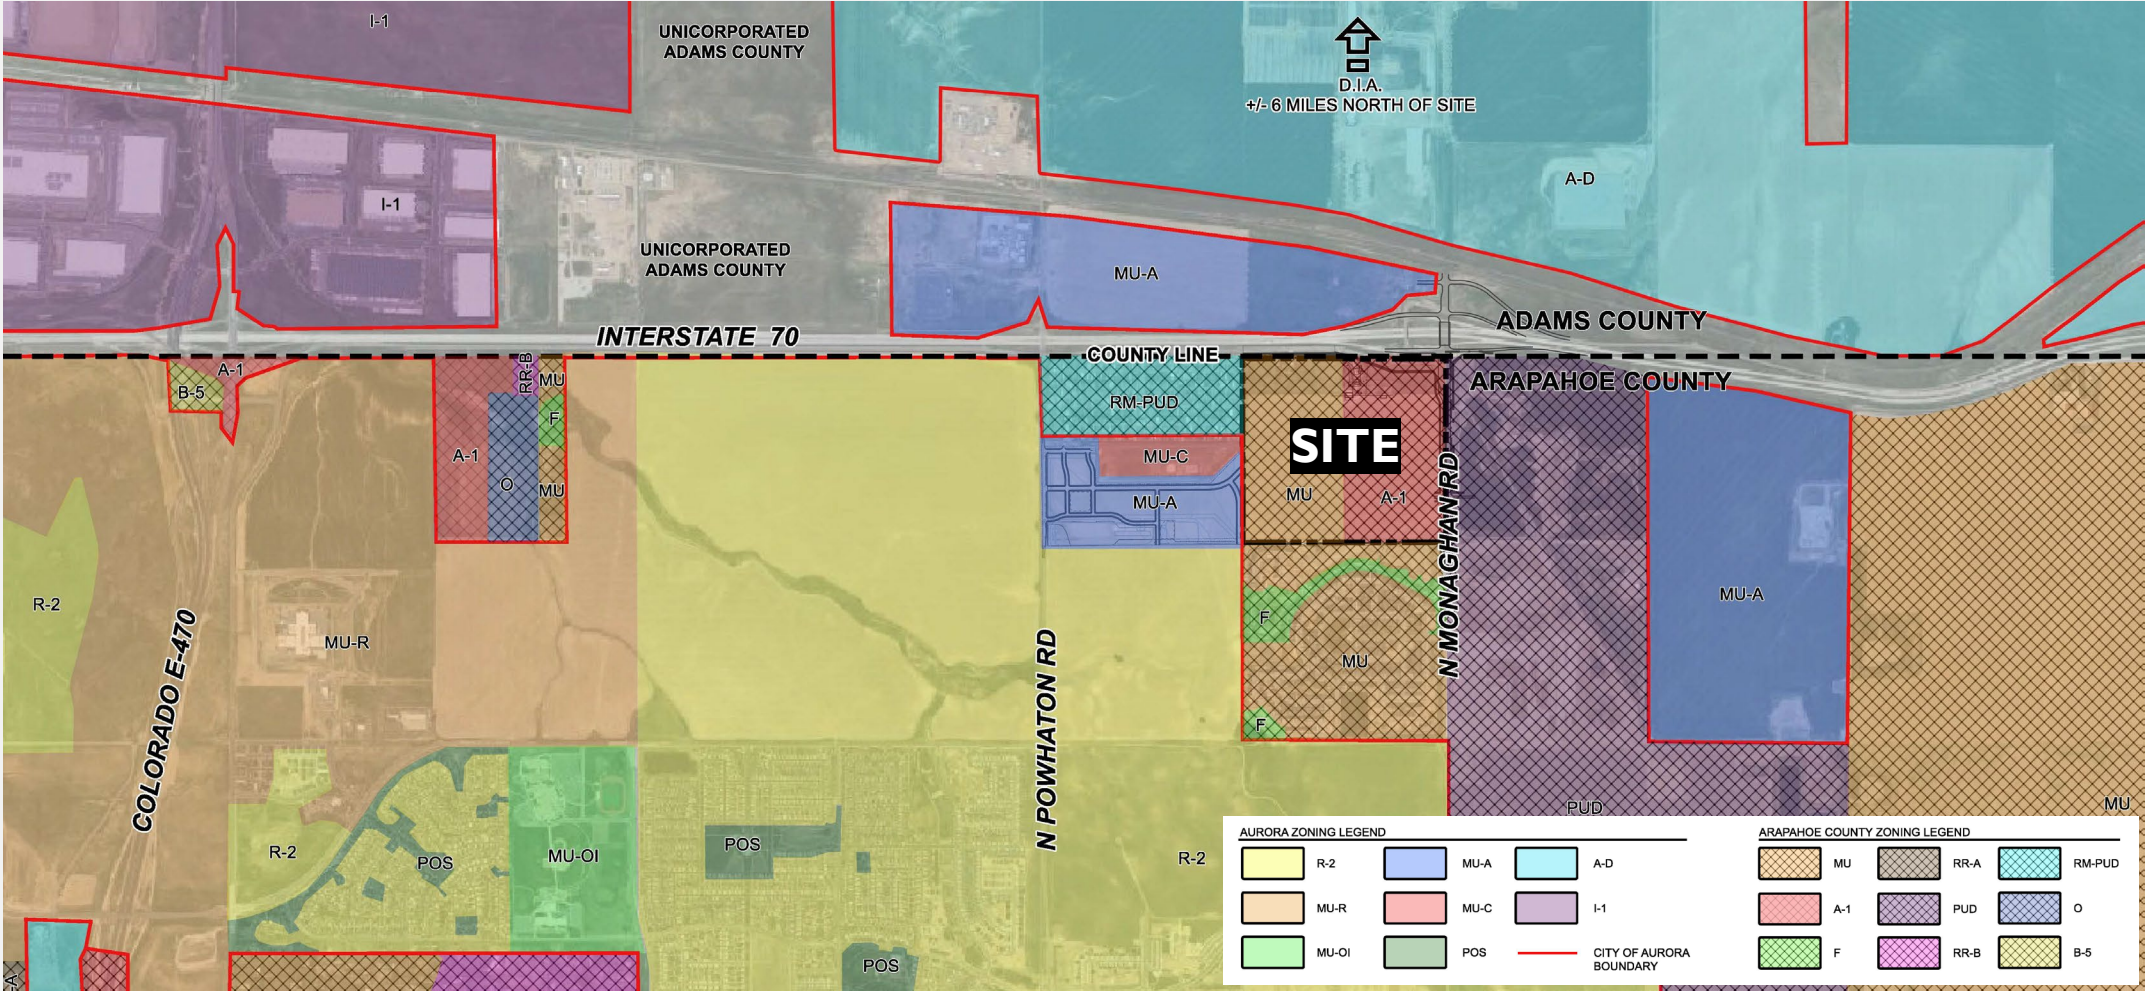 I-1
UNICORPORATED
ADAMS COUNTY
D.I.A.
+/- 6 MILES NORTH OF SITE
A-D
I-1
UNICORPORATED
ADAMS COUNTY
MU-A
INTERSTATE 70
ADAMS COUNTY
COUNTY LINE
ARAPAHOE COUNTY
A-1
B-5
RR-B
MU
F
A-1
O
MU
RM-PUD
MU-C
MU-A
SITE
MU
A-1
N MONAGHAN RD
R-2
MU-R
COLORADO E-470
N POWHATON RD
F
MU
F
MU-A
PUD
MU
R-2
POS
MU-OI
POS
POS
R-2
-A
AURORA ZONING LEGEND
R-2
MU-A
A-D
MU-R
MU-C
I-1
MU-OI
POS
CITY OF AURORA
BOUNDARY
ARAPAHOE COUNTY ZONING LEGEND
MU
RR-A
RM-PUD
A-1
PUD
O
F
RR-B
B-5